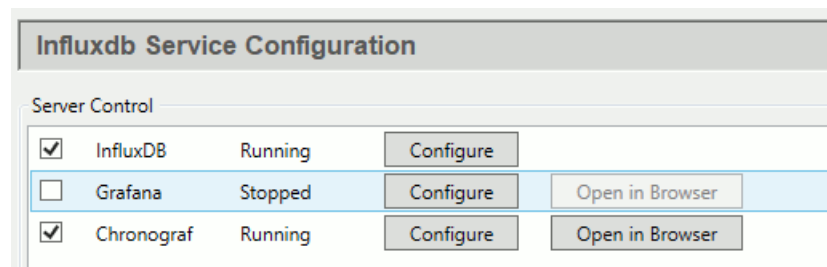 Influxdb Service Configuration
Server Control
InfluxDB Running Configure
Grafana Stopped Configure Open in Browser
Chronograf Running Configure Open in Browser